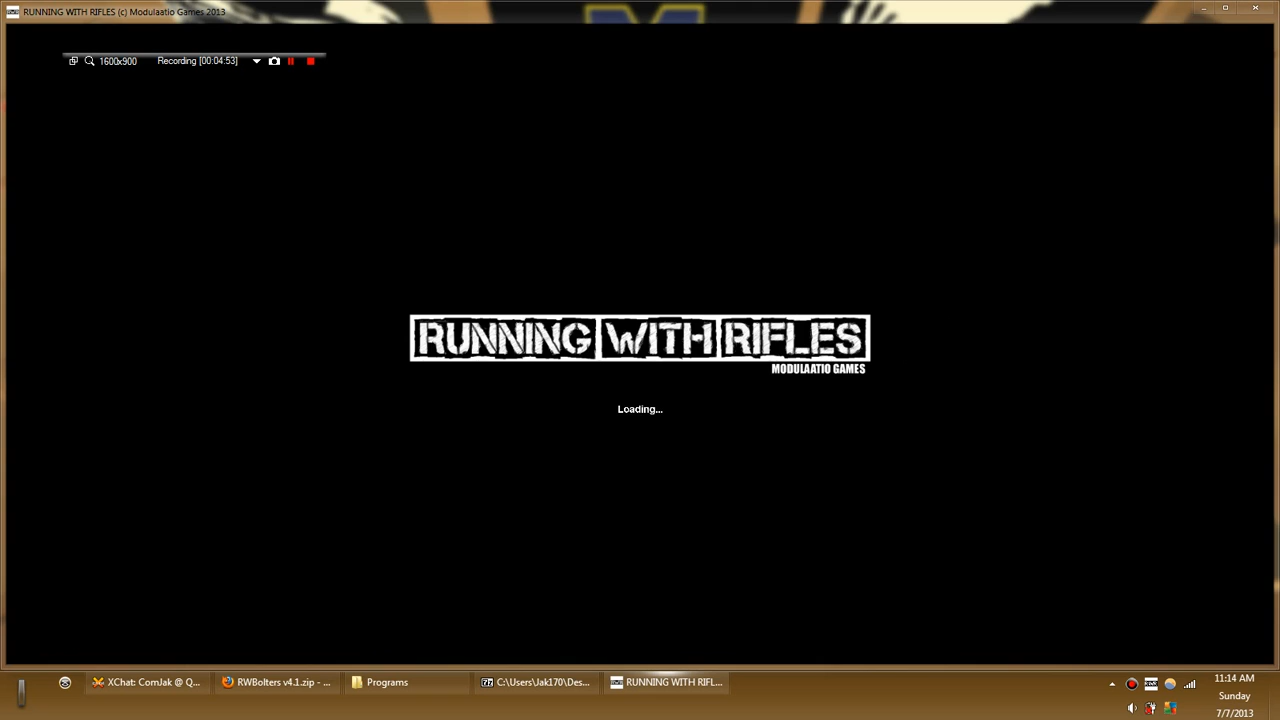 RUNNING WITH RIFLES (c) Modulaatio Games 2013
1600x900 Recording [00:04:53]
RUNNING WITH RIFLES
MODULAATIO GAMES
Loading...
XChat: ComJak @ Q... RWBolters v4.1.zip - ... Programs C:\Users\Jak170\Des... RUNNING WITH RIFL...
11:14 AM
Sunday
7/7/2013